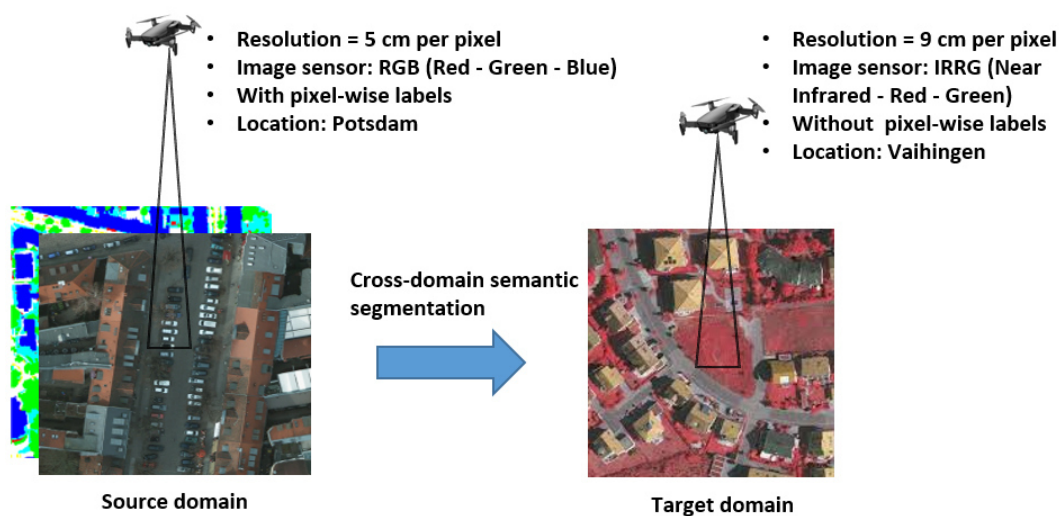 • Resolution = 5 cm per pixel
• Image sensor: RGB (Red - Green - Blue)
• With pixel-wise labels
• Location: Potsdam
• Resolution = 9 cm per pixel
• Image sensor: IRRG (Near
Infrared - Red - Green)
• Without pixel-wise labels
• Location: Vaihingen
Cross-domain semantic
segmentation
Source domain
Target domain